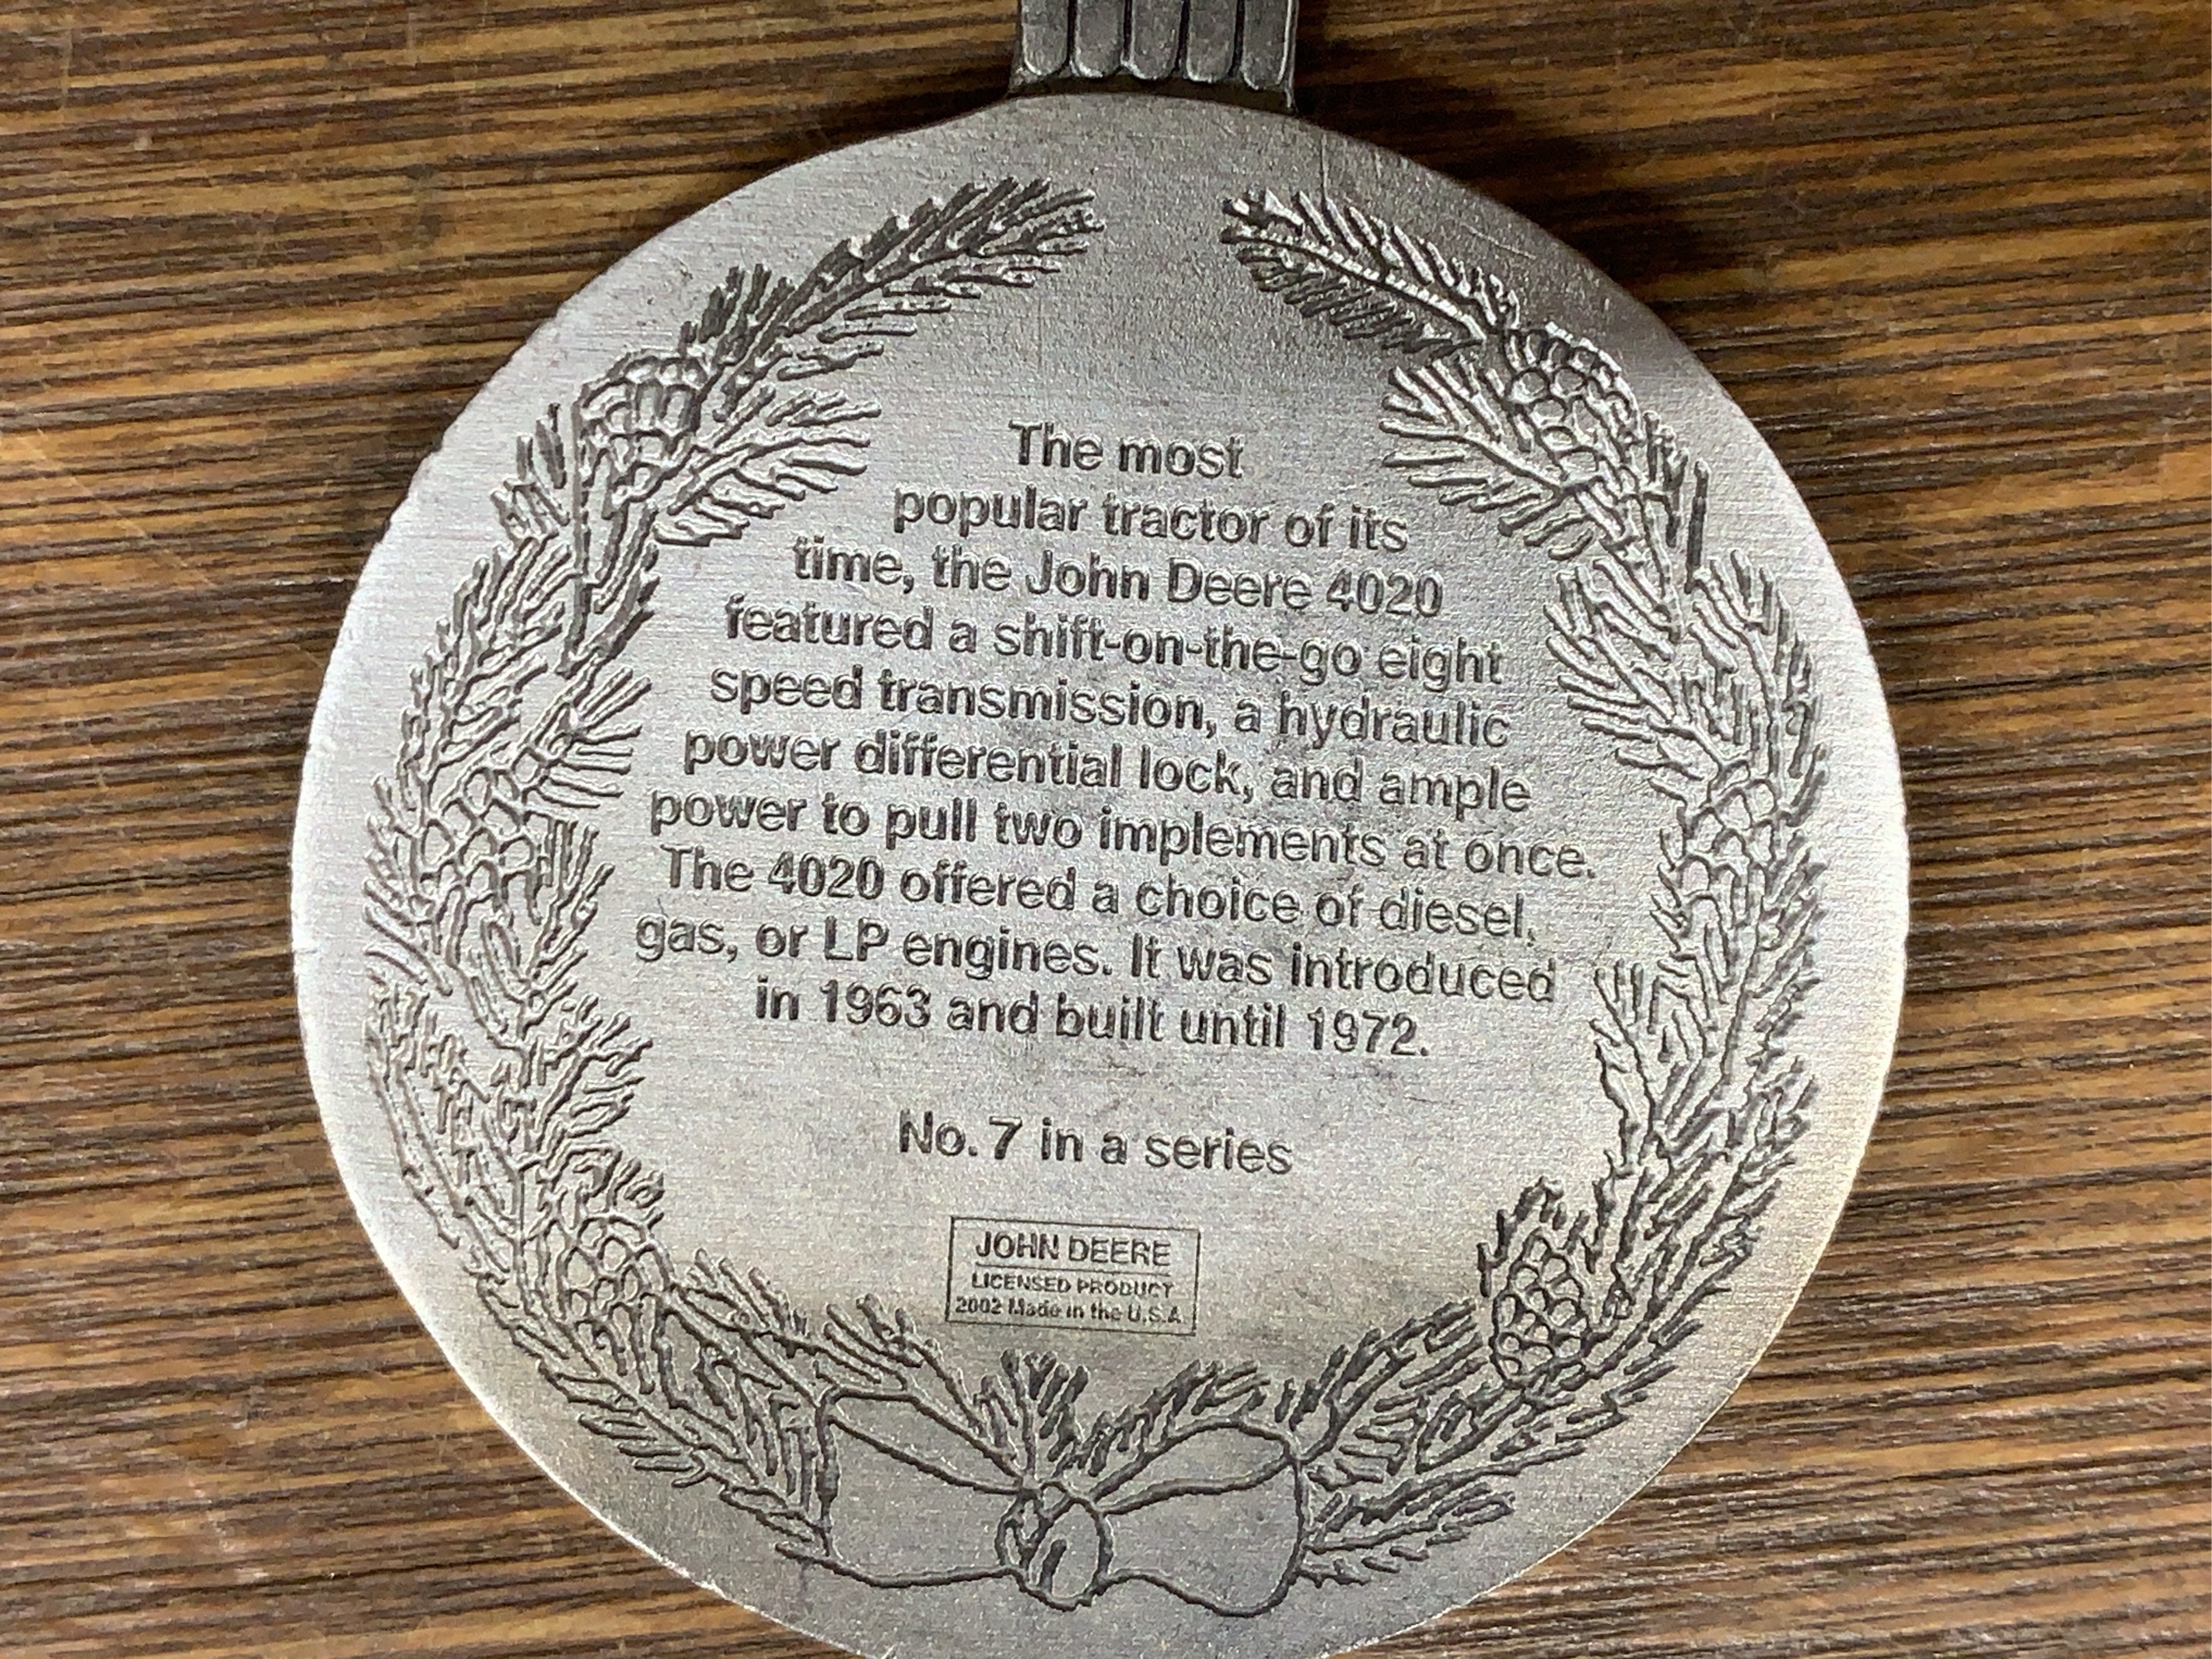 The most
popular tractor of its
time, the John Deere 4020
featured a shift-on-the-go eight
speed transmission, a hydraulic
power differential lock, and ample
power to pull two implements at once.
The 4020 offered a choice of diesel,
gas, or LP engines. It was introduced
in 1963 and built until 1972.
No. 7 in a series
JOHN DEERE
LICENSED PRODUCT
2002 Made in the U.S.A.